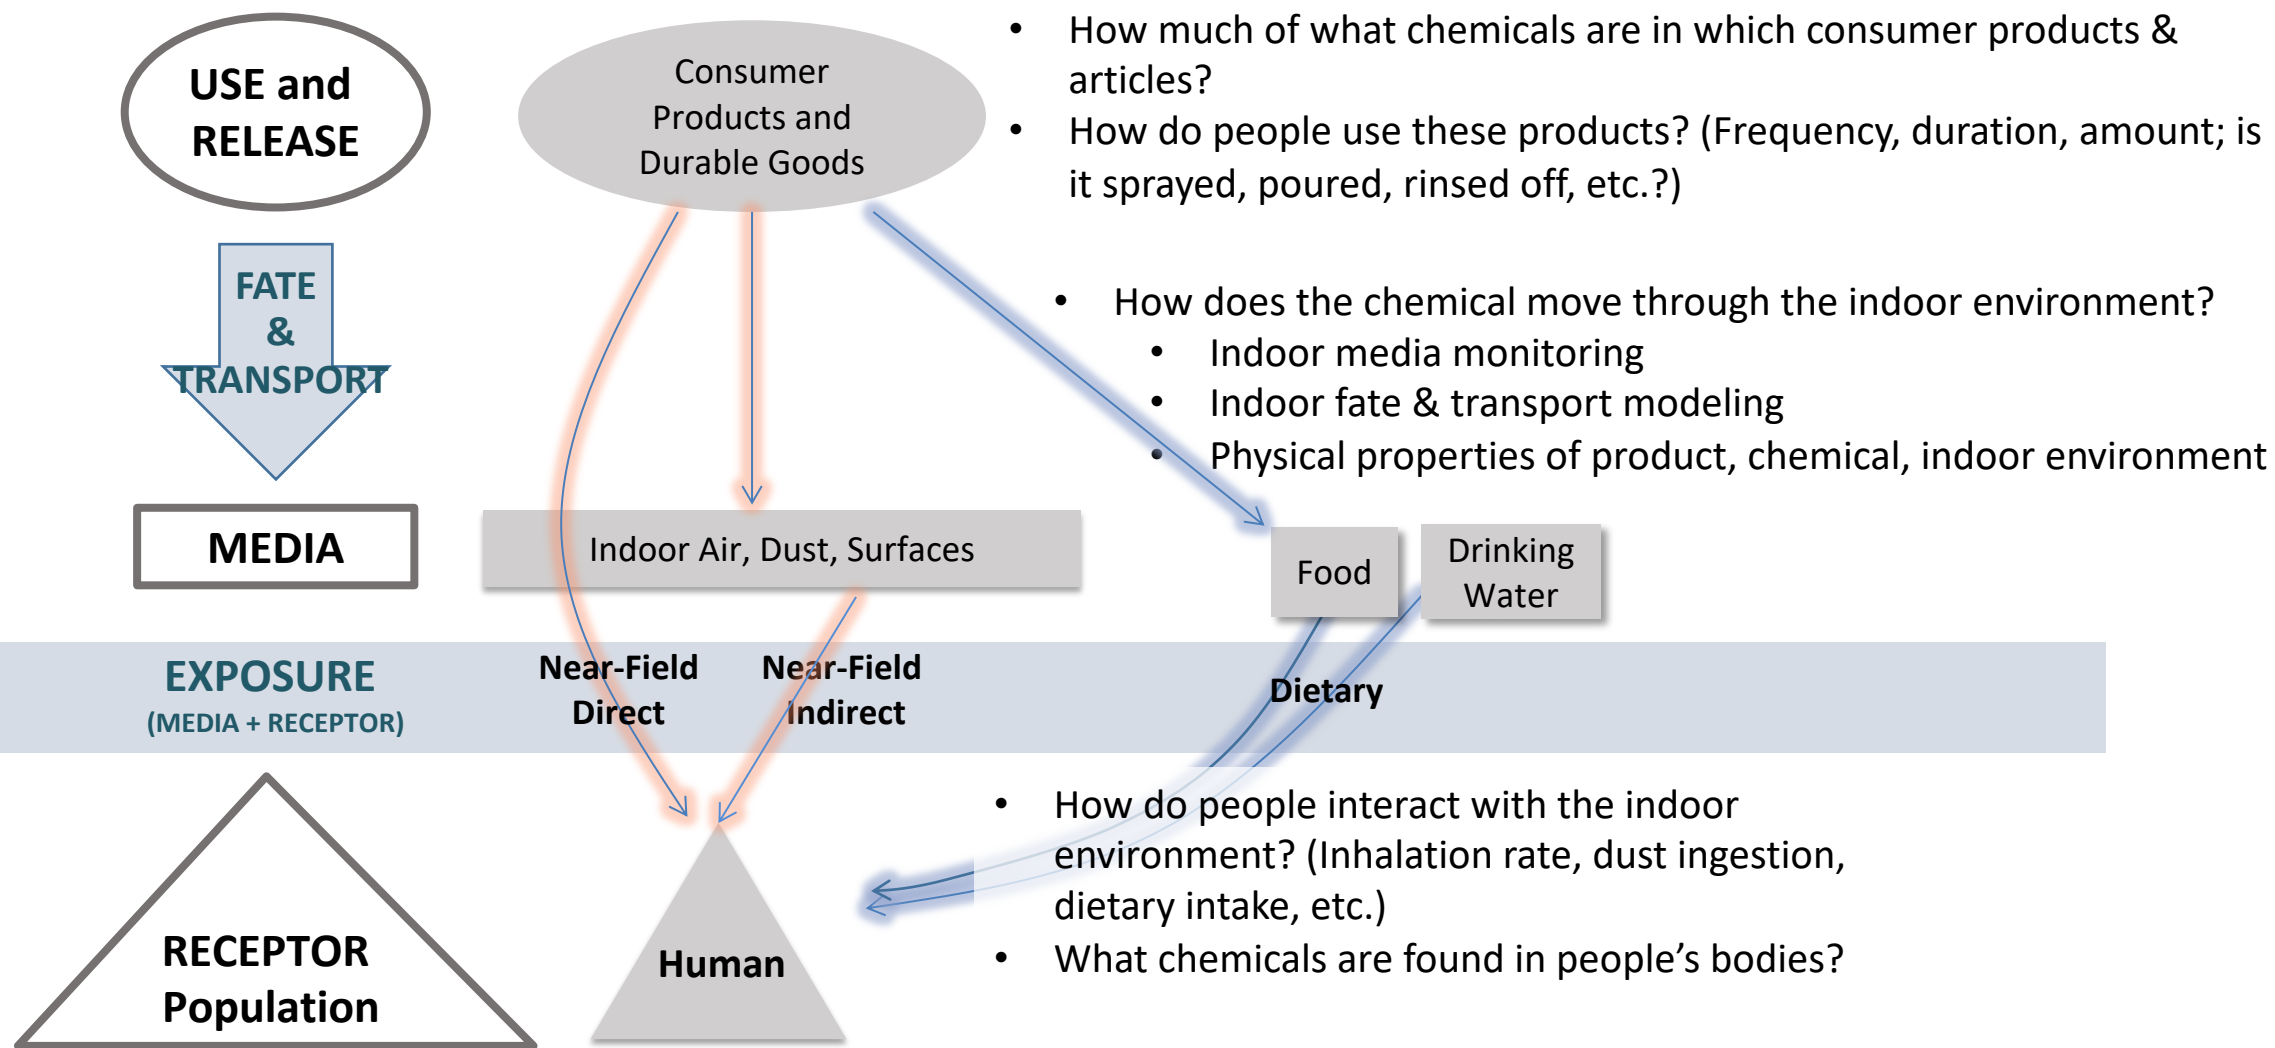 USE and
RELEASE
Consumer
Products and
Durable Goods
• How much of what chemicals are in which consumer products &
articles?
• How do people use these products? (Frequency, duration, amount; is
it sprayed, poured, rinsed off, etc.?)
FATE
&
TRANSPORT
• How does the chemical move through the indoor environment?
• Indoor media monitoring
• Indoor fate & transport modeling
• Physical properties of product, chemical, indoor environment
MEDIA
Indoor Air, Dust, Surfaces
Food
Drinking
Water
EXPOSURE
(MEDIA + RECEPTOR)
Near-Field
Direct
Near-Field
Indirect
Dietary
RECEPTOR
Population
Human
• How do people interact with the indoor
environment? (Inhalation rate, dust ingestion,
dietary intake, etc.)
• What chemicals are found in people’s bodies?